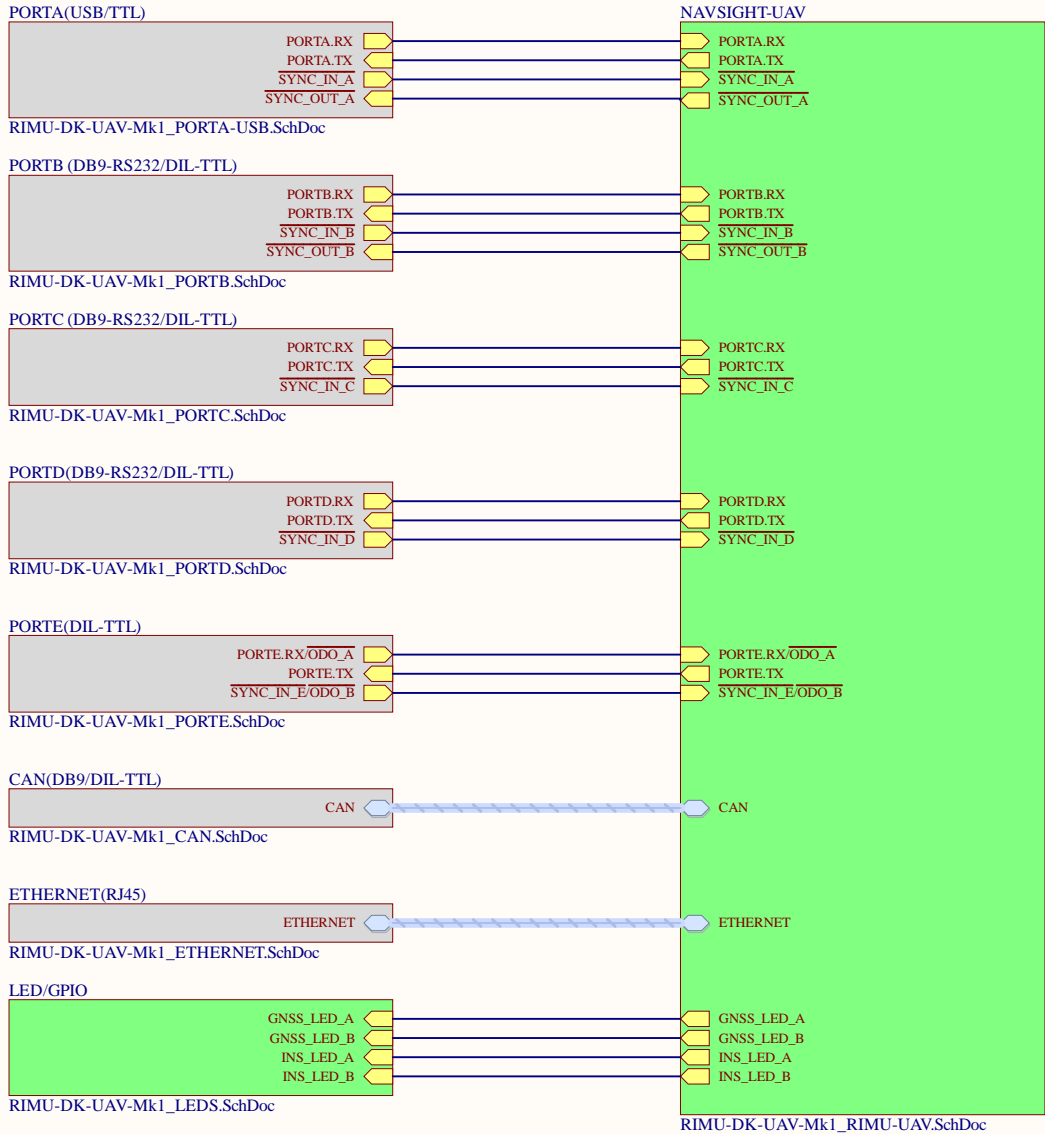 PORTA(USB/TTL)
PORTA.RX
PORTA.TX
SYNC_IN_A
SYNC_OUT_A
RIMU-DK-UAV-Mk1_PORTA-USB.SchDoc
PORTB (DB9-RS232/DIL-TTL)
PORTB.RX
PORTB.TX
SYNC_IN_B
SYNC_OUT_B
RIMU-DK-UAV-Mk1_PORTB.SchDoc
PORTC (DB9-RS232/DIL-TTL)
PORTC.RX
PORTC.TX
SYNC_IN_C
RIMU-DK-UAV-Mk1_PORTC.SchDoc
PORTD(DB9-RS232/DIL-TTL)
PORTD.RX
PORTD.TX
SYNC_IN_D
RIMU-DK-UAV-Mk1_PORTD.SchDoc
PORTE(DIL-TTL)
PORTE.RX/ODO_A
PORTE.TX
SYNC_IN_E/ODO_B
RIMU-DK-UAV-Mk1_PORTE.SchDoc
CAN(DB9/DIL-TTL)
CAN
RIMU-DK-UAV-Mk1_CAN.SchDoc
ETHERNET(RJ45)
ETHERNET
RIMU-DK-UAV-Mk1_ETHERNET.SchDoc
LED/GPIO
GNSS_LED_A
GNSS_LED_B
INS_LED_A
INS_LED_B
RIMU-DK-UAV-Mk1_LEDS.SchDoc
NAVSIGHT-UAV
PORTA.RX
PORTA.TX
SYNC_IN_A
SYNC_OUT_A
PORTB.RX
PORTB.TX
SYNC_IN_B
SYNC_OUT_B
PORTC.RX
PORTC.TX
SYNC_IN_C
PORTD.RX
PORTD.TX
SYNC_IN_D
PORTE.RX/ODO_A
PORTE.TX
SYNC_IN_E/ODO_B
CAN
ETHERNET
GNSS_LED_A
GNSS_LED_B
INS_LED_A
INS_LED_B
RIMU-DK-UAV-Mk1_RIMU-UAV.SchDoc